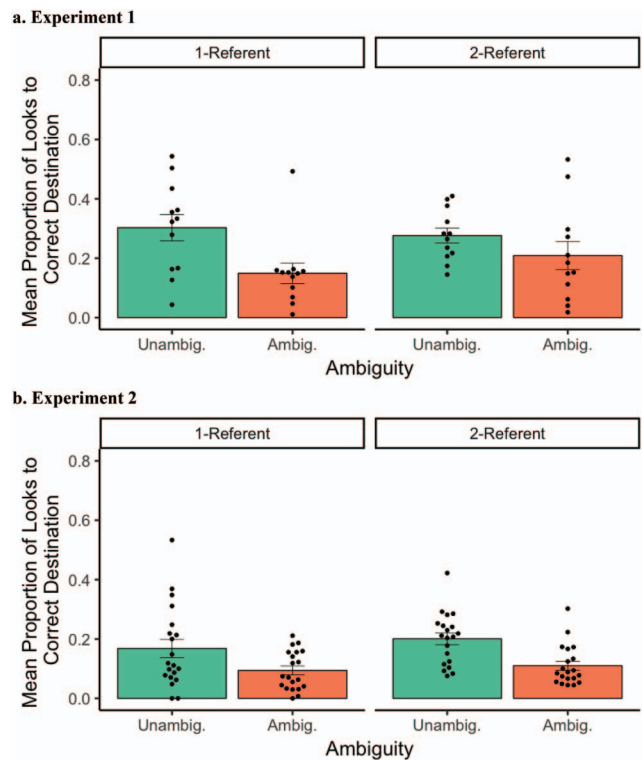 a. Experiment 1
1-Referent
2-Referent
Mean Proportion of Looks to
Correct Destination
0.8
0.6
0.4
0.2
0.0
Unambig.
Ambig.
Unambig.
Ambig.
Ambiguity
b. Experiment 2
1-Referent
2-Referent
Mean Proportion of Looks to
Correct Destination
0.8
0.6
0.4
0.2
0.0
Unambig.
Ambig.
Unambig.
Ambig.
Ambiguity